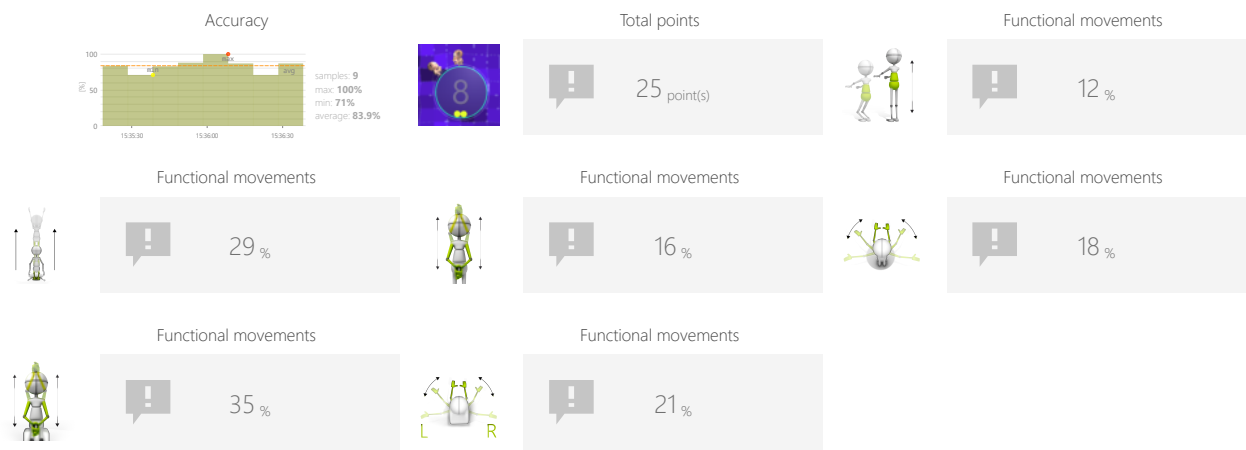 Accuracy
100
50
0
[%]
min
max
avg
15:35:30
15:36:00
15:36:30
samples: 9
max: 100%
min: 71%
average: 83.9%
Total points
8
25 point(s)
Functional movements
12 %
Functional movements
29 %
Functional movements
16 %
Functional movements
18 %
Functional movements
35 %
Functional movements
L R
21 %